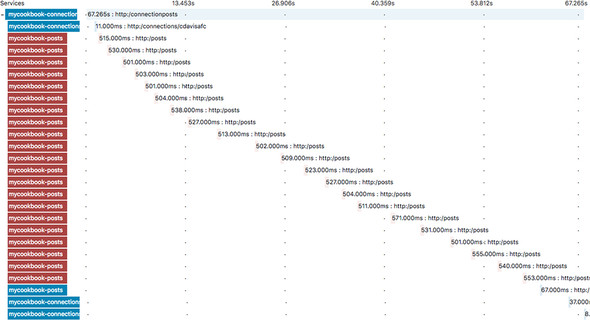 Services 13.453s 26.906s 40.359s 53.812s 67.265s
- mycookbook-connection 67.265s : http:/connectionposts
mycookbook-connections 11.000ms : http:/connections/cdavisafc
mycookbook-posts 515.000ms : http:/posts
mycookbook-posts 530.000ms : http:/posts
mycookbook-posts 501.000ms : http:/posts
mycookbook-posts 503.000ms : http:/posts
mycookbook-posts 501.000ms : http:/posts
mycookbook-posts 504.000ms : http:/posts
mycookbook-posts 538.000ms : http:/posts
mycookbook-posts 527.000ms : http:/posts
mycookbook-posts 513.000ms : http:/posts
mycookbook-posts 502.000ms : http:/posts
mycookbook-posts 509.000ms : http:/posts
mycookbook-posts 523.000ms : http:/posts
mycookbook-posts 527.000ms : http:/posts
mycookbook-posts 504.000ms : http:/posts
mycookbook-posts 511.000ms : http:/posts
mycookbook-posts 571.000ms : http:/posts
mycookbook-posts 531.000ms : http:/posts
mycookbook-posts 501.000ms : http:/posts
mycookbook-posts 555.000ms : http:/posts
mycookbook-posts 540.000ms : http:/posts
mycookbook-posts 553.000ms : http:/posts
mycookbook-posts 67.000ms : http:/
mycookbook-connections 37.000
mycookbook-connections 8.